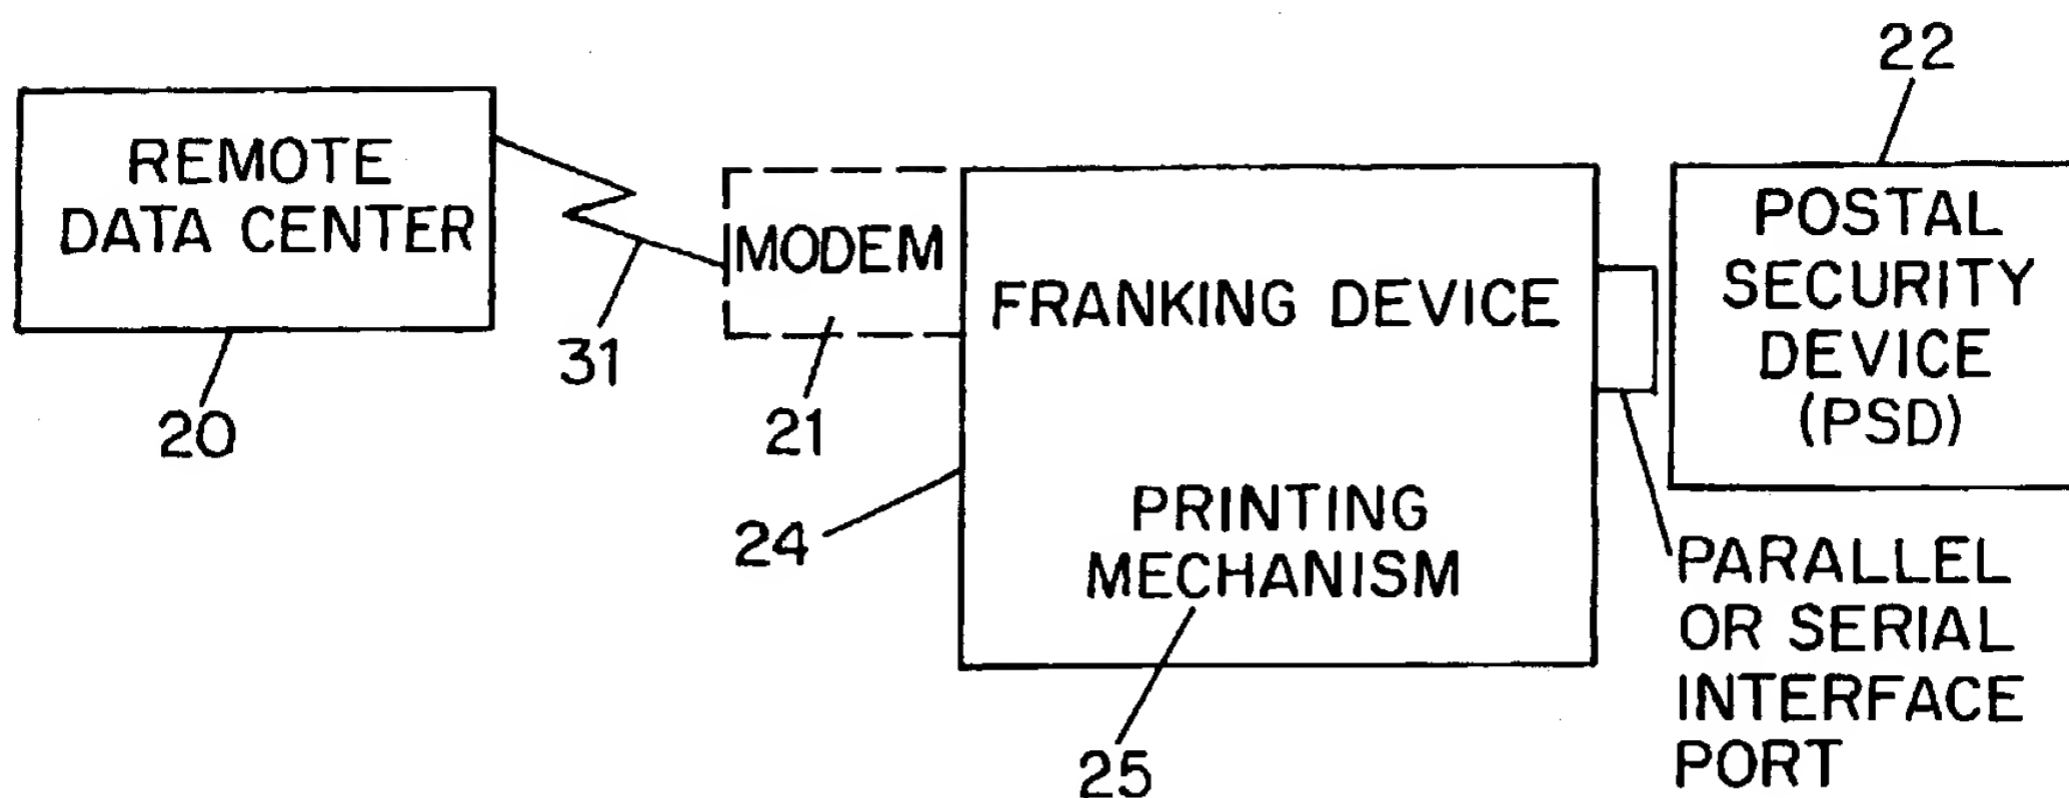 22
REMOTE
DATA CENTER
MODEM
FRANKING DEVICE
POSTAL
SECURITY
DEVICE
(PSD)
31
20
21
24
PRINTING
MECHANISM
25
PARALLEL
OR SERIAL
INTERFACE
PORT